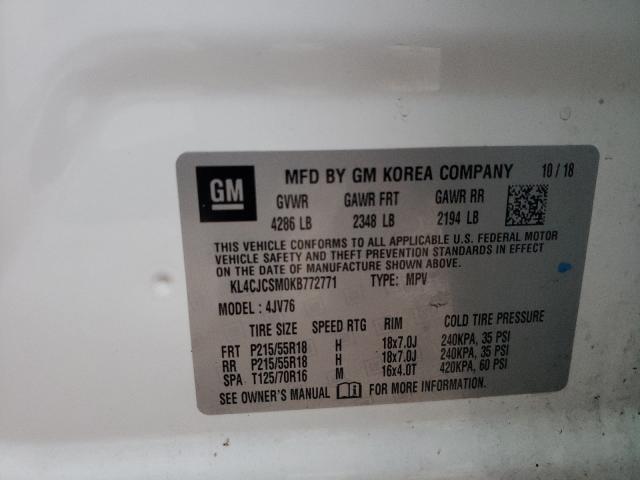 GM
MFD BY GM KOREA COMPANY 10/18
GVWR GAWR FRT GAWR RR
4286 LB 2348 LB 2194 LB
THIS VEHICLE CONFORMS TO ALL APPLICABLE U.S. FEDERAL MOTOR
VEHICLE SAFETY AND THEFT PREVENTION STANDARDS IN EFFECT
ON THE DATE OF MANUFACTURE SHOWN ABOVE.
KL4CJCSM0KB772771 TYPE: MPV
MODEL: 4JV76
TIRE SIZE SPEED RTG RIM COLD TIRE PRESSURE
FRT P215/55R18 H 18x7.0J 240KPA, 35 PSI
RR P215/55R18 H 18x7.0J 240KPA, 35 PSI
SPA T125/70R16 M 16x4.0T 420KPA, 60 PSI
SEE OWNER'S MANUAL FOR MORE INFORMATION